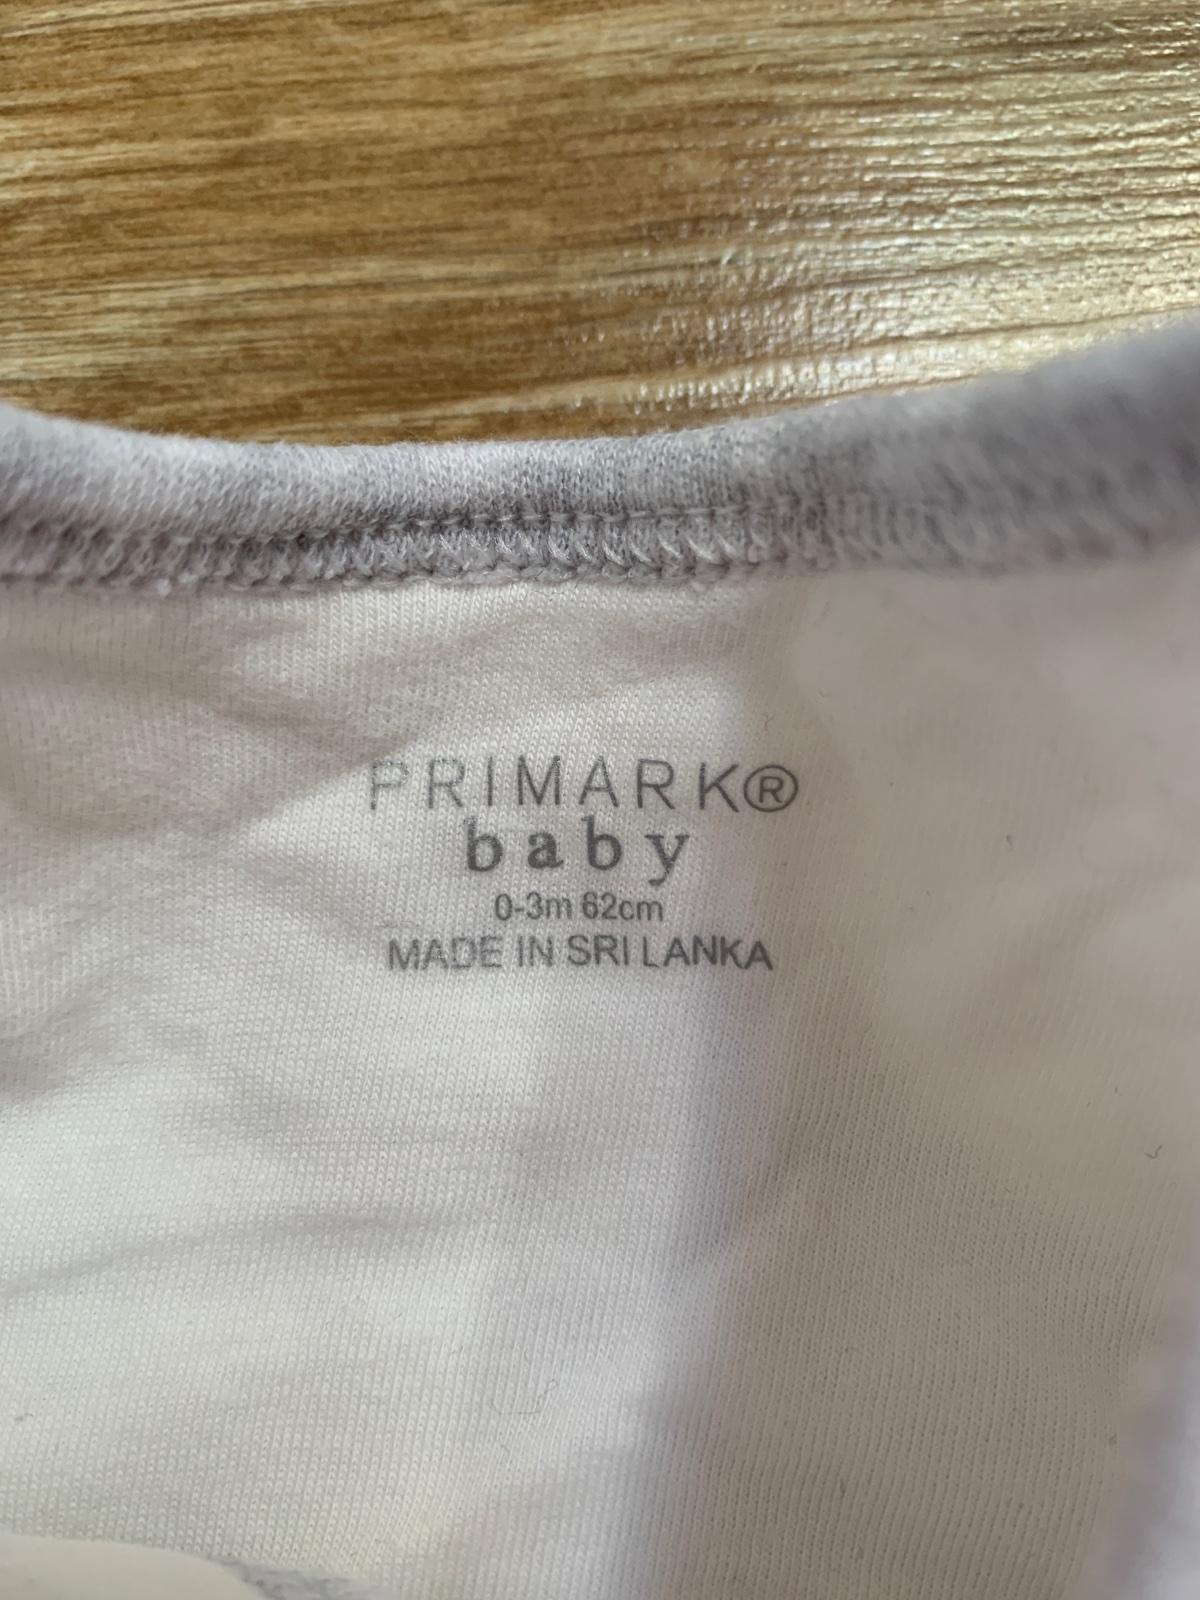 PRIMARK®
baby
0-3m 62cm
MADE IN SRI LANKA